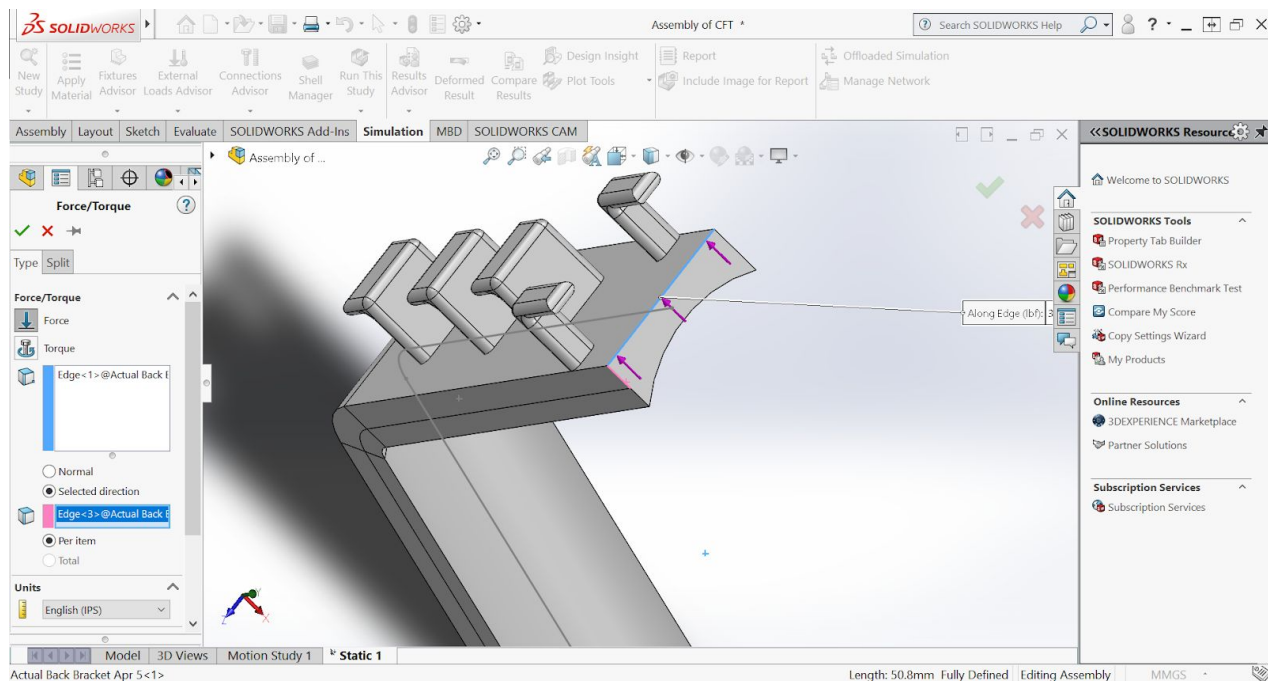 SOLIDWORKS
Assembly of CFT *
Search SOLIDWORKS Help
New Study
Apply Material
Fixtures Advisor
External Loads Advisor
Connections Advisor
Shell Manager
Run This Study
Results Advisor
Deformed Result
Compare Results
Design Insight
Plot Tools
Report
Include Image for Report
Offloaded Simulation
Manage Network
Assembly Layout Sketch Evaluate SOLIDWORKS Add-Ins Simulation MBD SOLIDWORKS CAM
Assembly of ...
Force/Torque
Type Split
Force/Torque
Force
Torque
Edge<1>@Actual Back E
Normal
Selected direction
Edge<3>@Actual Back E
Per item
Total
Units
English (IPS)
Along Edge (lbf): 3
Y
Z
X
SOLIDWORKS Resourc
Welcome to SOLIDWORKS
SOLIDWORKS Tools
Property Tab Builder
SOLIDWORKS Rx
Performance Benchmark Test
Compare My Score
Copy Settings Wizard
My Products
Online Resources
3DEXPERIENCE Marketplace
Partner Solutions
Subscription Services
Subscription Services
Model 3D Views Motion Study 1 Static 1
Actual Back Bracket Apr 5<1>
Length: 50.8mm Fully Defined Editing Assembly MMGS